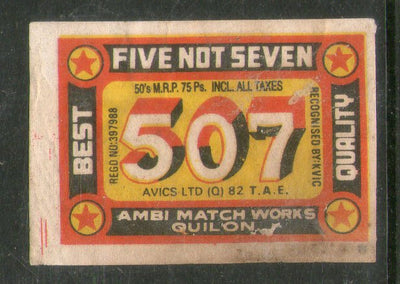 FIVE NOT SEVEN
50's M.R.P. 75 Ps. INCL. ALL TAXES
BEST
REGD NO:397988
507
RECOGNISED BY:KVIC
QUALITY
AVICS LTD (Q) 82 T.A.E.
AMBI MATCH WORKS
QUILON